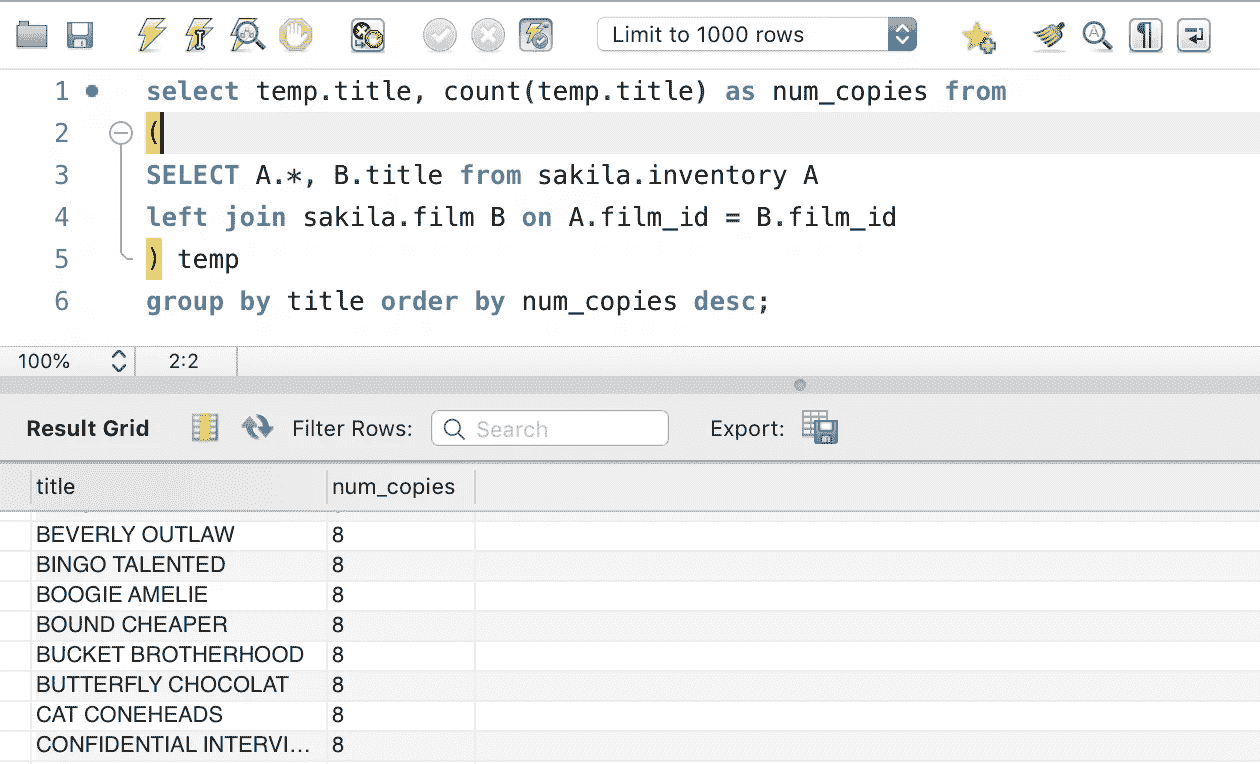 Limit to 1000 rows
1 select temp.title, count(temp.title) as num_copies from
2 (
3 SELECT A.*, B.title from sakila.inventory A
4 left join sakila.film B on A.film_id = B.film_id
5 ) temp
6 group by title order by num_copies desc;
100% 2:2
Result Grid Filter Rows: Search Export:
title num_copies
BEVERLY OUTLAW 8
BINGO TALENTED 8
BOOGIE AMELIE 8
BOUND CHEAPER 8
BUCKET BROTHERHOOD 8
BUTTERFLY CHOCOLAT 8
CAT CONEHEADS 8
CONFIDENTIAL INTERVI... 8